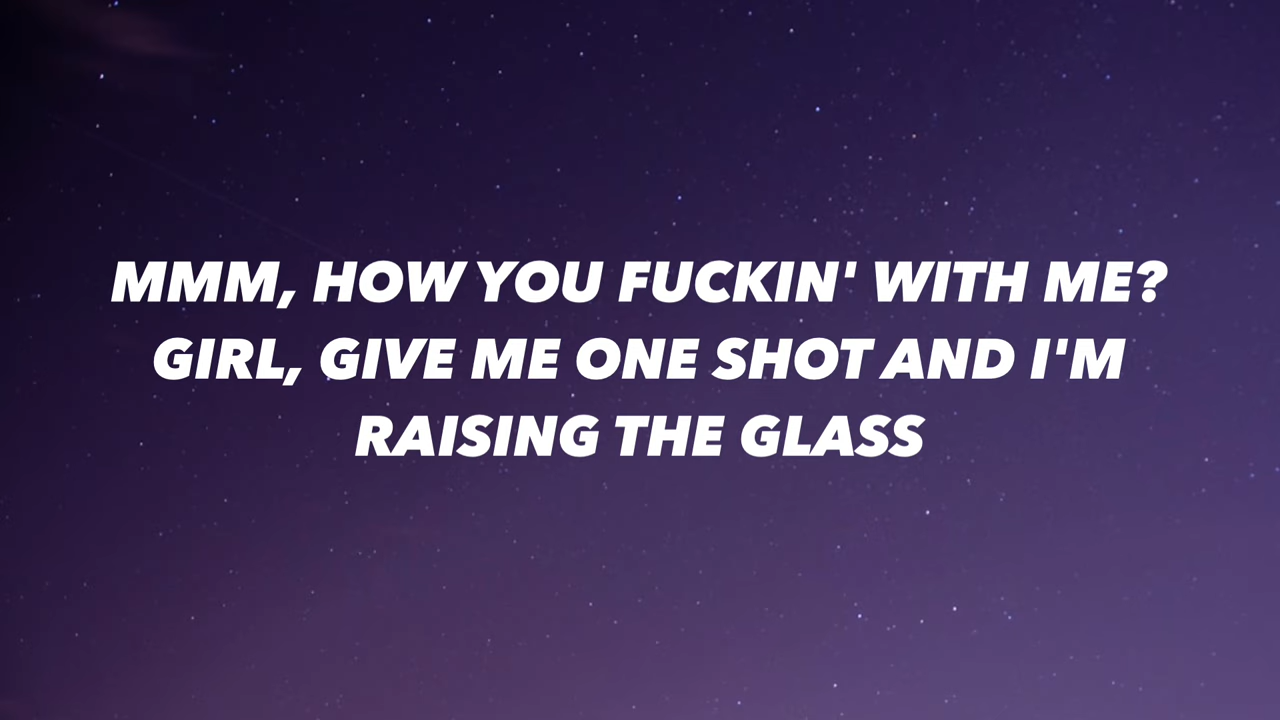 MMM, HOW YOU FUCKIN' WITH ME?
GIRL, GIVE ME ONE SHOT AND I'M
RAISING THE GLASS